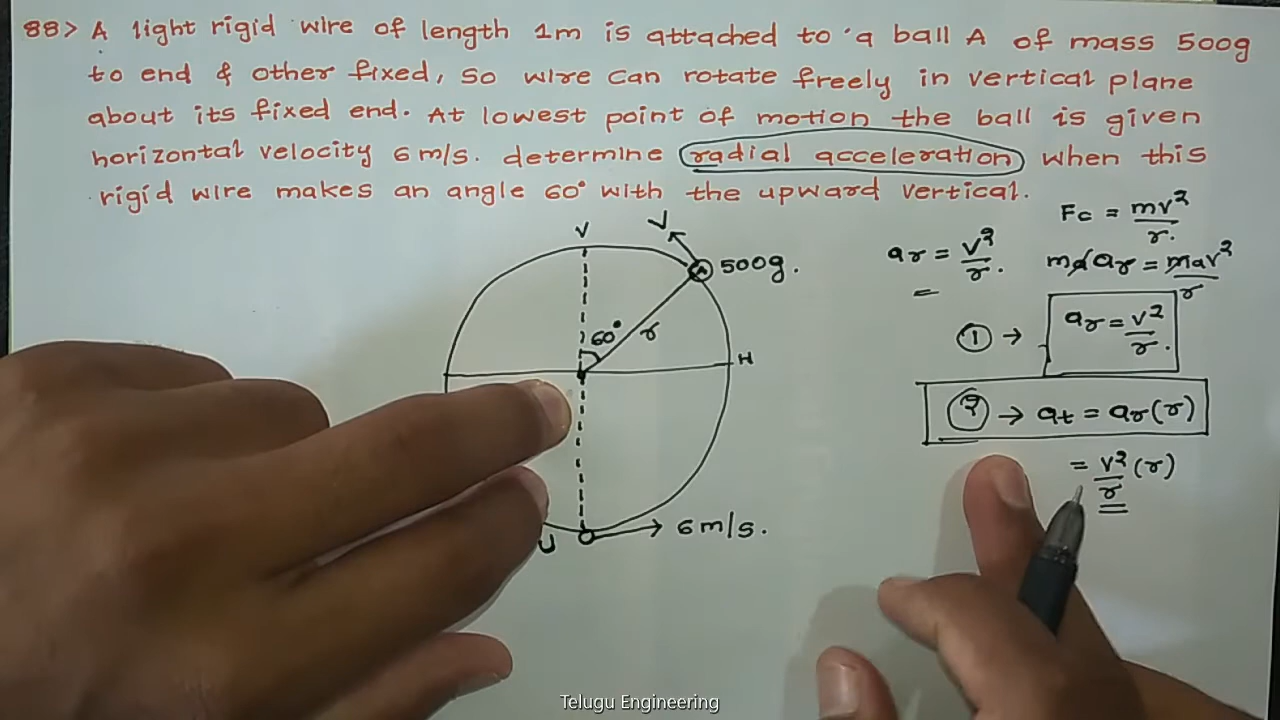 88> A light rigid wire of length 1m is attached to a ball A of mass 500g
to end & other fixed, so wire can rotate freely in vertical plane
about its fixed end. At lowest point of motion the ball is given
horizontal velocity 6 m/s. determine radial acceleration when this
rigid wire makes an angle 60° with the upward vertical.
V
V
A 500g.
60°
r
H
U
6 m/s.
Fc = mv²/r.
ar = v²/r.
ar = v²/r
① → ar = v²/r.
② → at = ar(r)
= v²/r (r)
Telugu Engineering